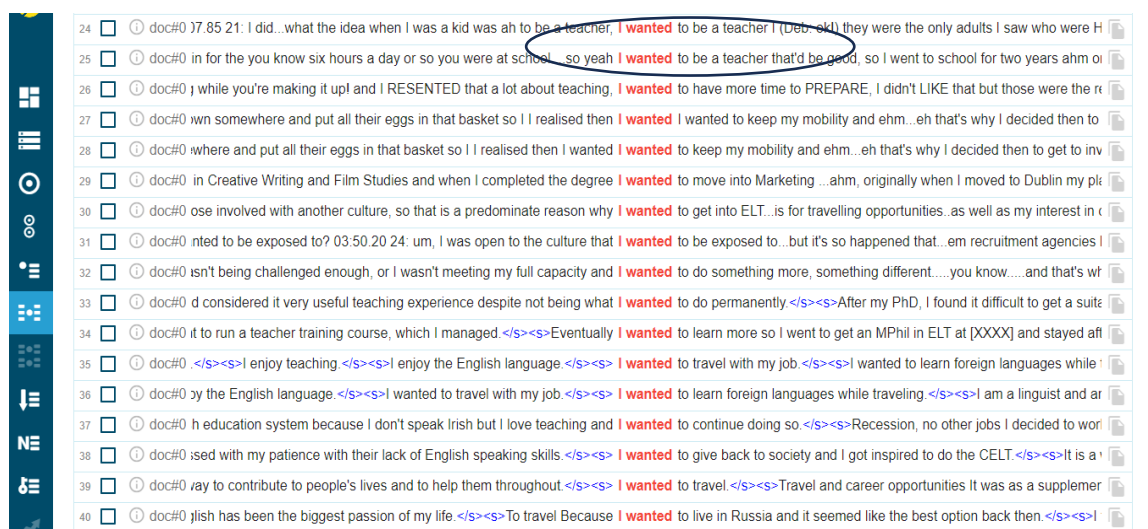 24 doc#0 07.85 21: I did...what the idea when I was a kid was ah to be a teacher, I wanted to be a teacher I (Deb: ok!) they were the only adults I saw who were H
25 doc#0 in for the you know six hours a day or so you were at school...so yeah I wanted to be a teacher that'd be good, so I went to school for two years ahm
26 doc#0 while you're making it up! and I RESENTED that a lot about teaching, I wanted to have more time to PREPARE, I didn't LIKE that but those were the
27 doc#0 own somewhere and put all their eggs in that basket so I I realised then I wanted I wanted to keep my mobility and ehm...eh that's why I decided then to
28 doc#0 where and put all their eggs in that basket so I I realised then I wanted I wanted to keep my mobility and ehm...eh that's why I decided then to get to inv
29 doc#0 in Creative Writing and Film Studies and when I completed the degree I wanted to move into Marketing ...ahm, originally when I moved to Dublin my pla
30 doc#0 ose involved with another culture, so that is a predominate reason why I wanted to get into ELT...is for travelling opportunities..as well as my interest in
31 doc#0 nted to be exposed to? 03:50.20 24: um, I was open to the culture that I wanted to be exposed to...but it's so happened that...em recruitment agencies
32 doc#0 asn't being challenged enough, or I wasn't meeting my full capacity and I wanted to do something more, something different.....you know.....and that's wh
33 doc#0 d considered it very useful teaching experience despite not being what I wanted to do permanently.</s><s>After my PhD, I found it difficult to get a suita
34 doc#0 t to run a teacher training course, which I managed.</s><s>Eventually I wanted to learn more so I went to get an MPhil in ELT at [XXXX] and stayed aft
35 doc#0 .</s><s>I enjoy teaching.</s><s>I enjoy the English language.</s><s> I wanted to travel with my job.</s><s>I wanted to learn foreign languages while
36 doc#0 oy the English language.</s><s>I wanted to travel with my job.</s><s> I wanted to learn foreign languages while traveling.</s><s>I am a linguist and ar
37 doc#0 h education system because I don't speak Irish but I love teaching and I wanted to continue doing so.</s><s>Recession, no other jobs I decided to wor
38 doc#0 ssed with my patience with their lack of English speaking skills.</s><s> I wanted to give back to society and I got inspired to do the CELT.</s><s>It is a
39 doc#0 vay to contribute to people's lives and to help them throughout.</s><s> I wanted to travel.</s><s>Travel and career opportunities It was as a supplemer
40 doc#0 glish has been the biggest passion of my life.</s><s>To travel Because I wanted to live in Russia and it seemed like the best option back then.</s><s>I